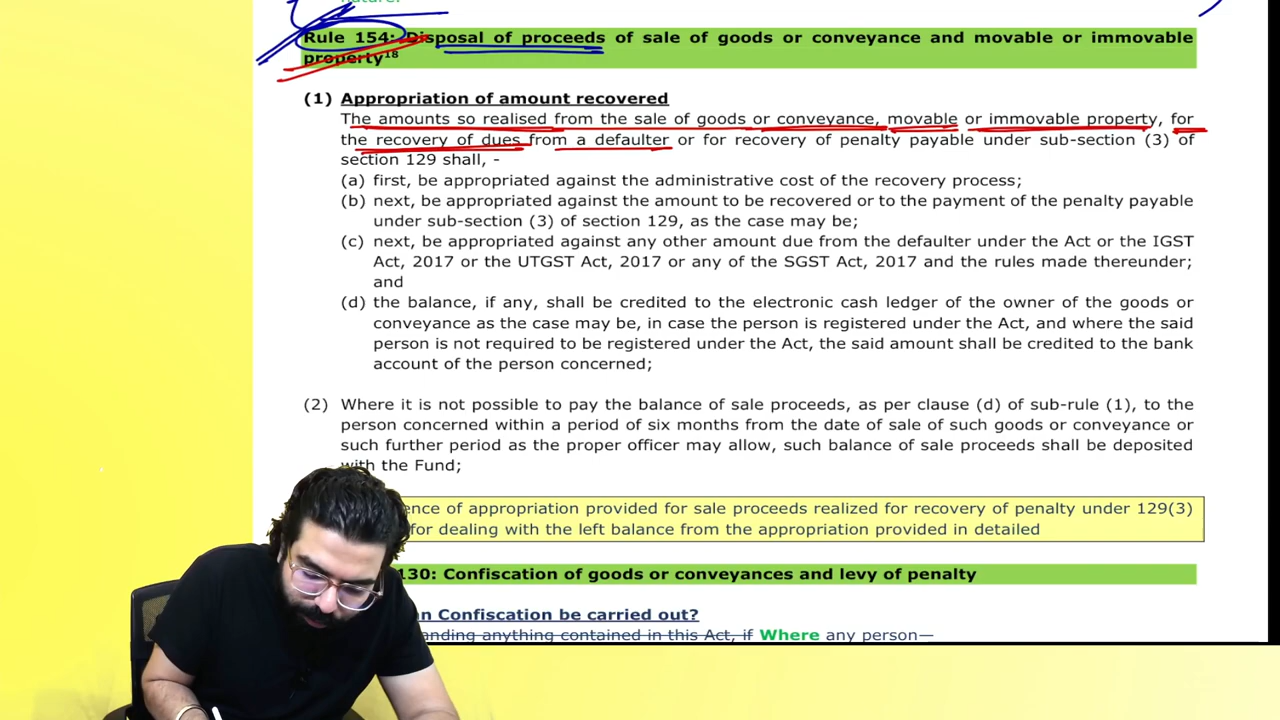 nature.
Rule 154: Disposal of proceeds of sale of goods or conveyance and movable or immovable
property18
(1) Appropriation of amount recovered
The amounts so realised from the sale of goods or conveyance, movable or immovable property, for
the recovery of dues from a defaulter or for recovery of penalty payable under sub-section (3) of
section 129 shall, -
(a) first, be appropriated against the administrative cost of the recovery process;
(b) next, be appropriated against the amount to be recovered or to the payment of the penalty payable
under sub-section (3) of section 129, as the case may be;
(c) next, be appropriated against any other amount due from the defaulter under the Act or the IGST
Act, 2017 or the UTGST Act, 2017 or any of the SGST Act, 2017 and the rules made thereunder;
and
(d) the balance, if any, shall be credited to the electronic cash ledger of the owner of the goods or
conveyance as the case may be, in case the person is registered under the Act, and where the said
person is not required to be registered under the Act, the said amount shall be credited to the bank
account of the person concerned;
(2) Where it is not possible to pay the balance of sale proceeds, as per clause (d) of sub-rule (1), to the
person concerned within a period of six months from the date of sale of such goods or conveyance or
such further period as the proper officer may allow, such balance of sale proceeds shall be deposited
with the Fund;
ence of appropriation provided for sale proceeds realized for recovery of penalty under 129(3)
for dealing with the left balance from the appropriation provided in detailed
130: Confiscation of goods or conveyances and levy of penalty
n Confiscation be carried out?
anding anything contained in this Act, if Where any person—